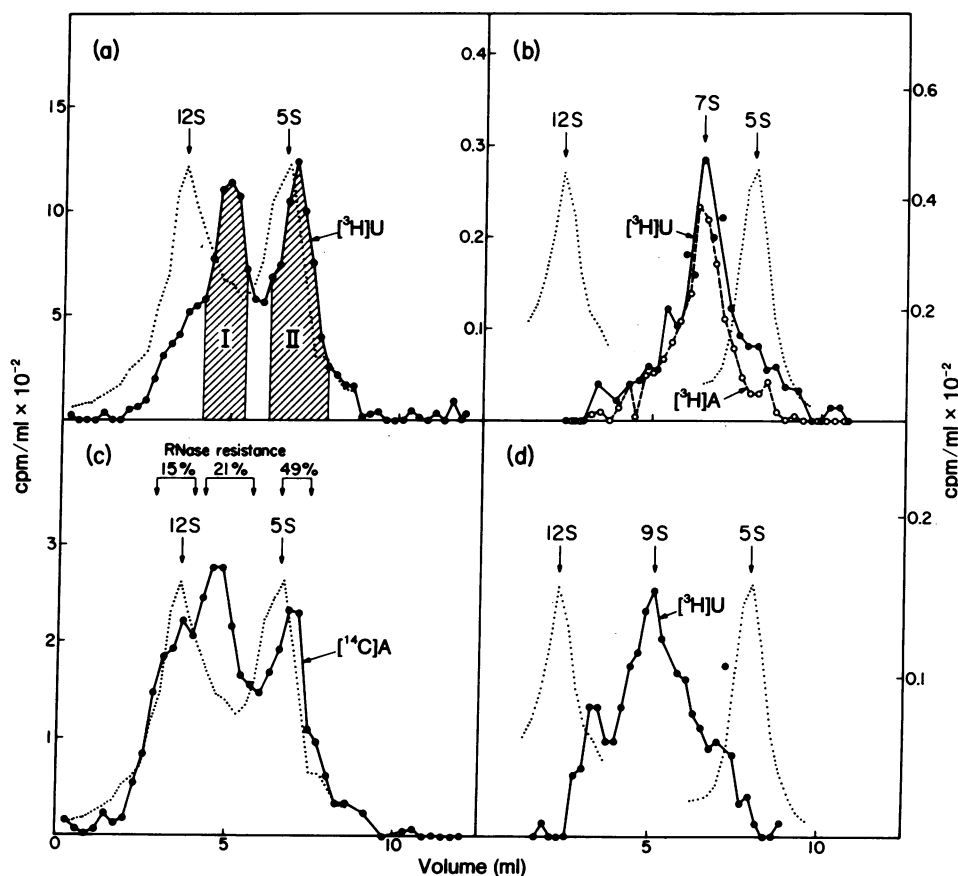 (a)
15
10
5
12S
5S
[³H]U
I
II
(b)
0.4
0.3
0.2
0.1
12S
7S
5S
[³H]U
[³H]A
0.6
0.4
0.2
cpm/ml × 10⁻²
cpm/ml × 10⁻²
(c)
RNase resistance
15% 21% 49%
3
2
1
12S
5S
[¹⁴C]A
0 5 10
(d)
12S
9S
5S
[³H]U
0.2
0.1
5 10
Volume (ml)